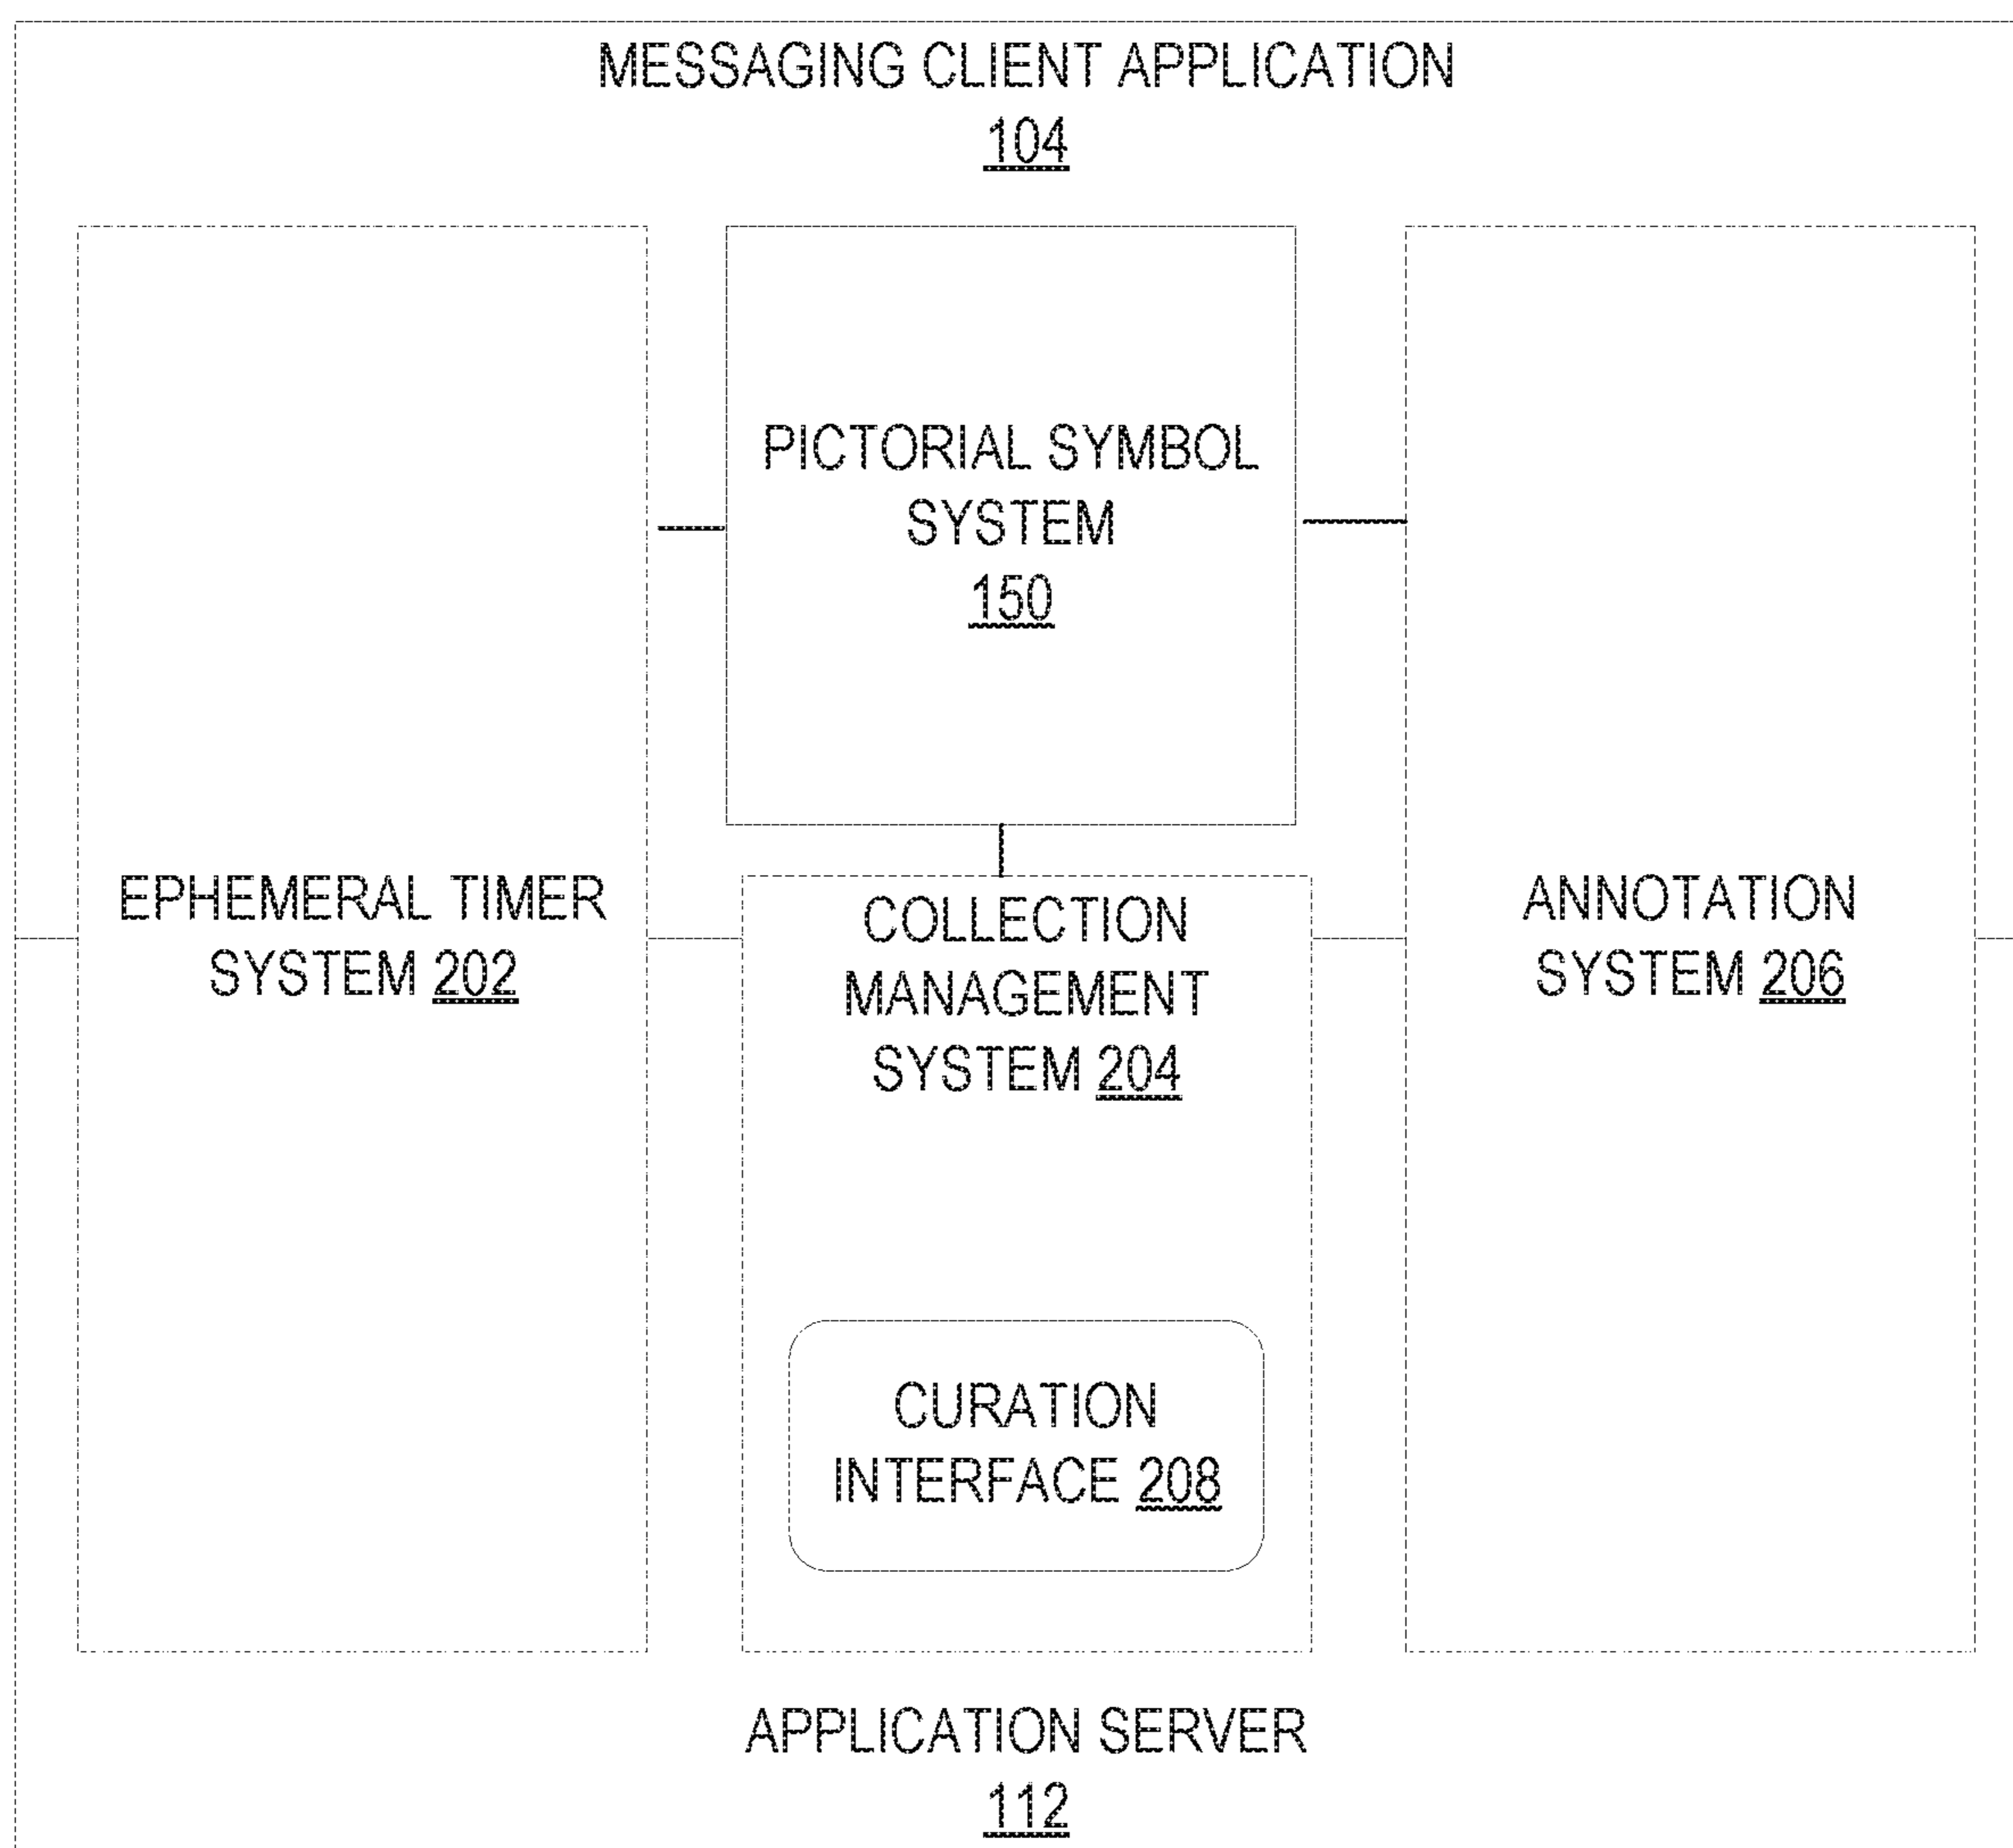 MESSAGING CLIENT APPLICATION
104
PICTORIAL SYMBOL
SYSTEM
150
EPHEMERAL TIMER
SYSTEM 202
COLLECTION
MANAGEMENT
SYSTEM 204
ANNOTATION
SYSTEM 206
CURATION
INTERFACE 208
APPLICATION SERVER
112